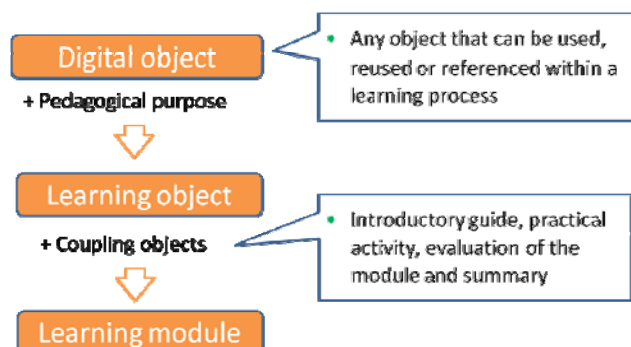 Digital object
• Any object that can be used,
reused or referenced within a
learning process
+ Pedagogical purpose
Learning object
+ Coupling objects
• Introductory guide, practical
activity, evaluation of the
module and summary
Learning module